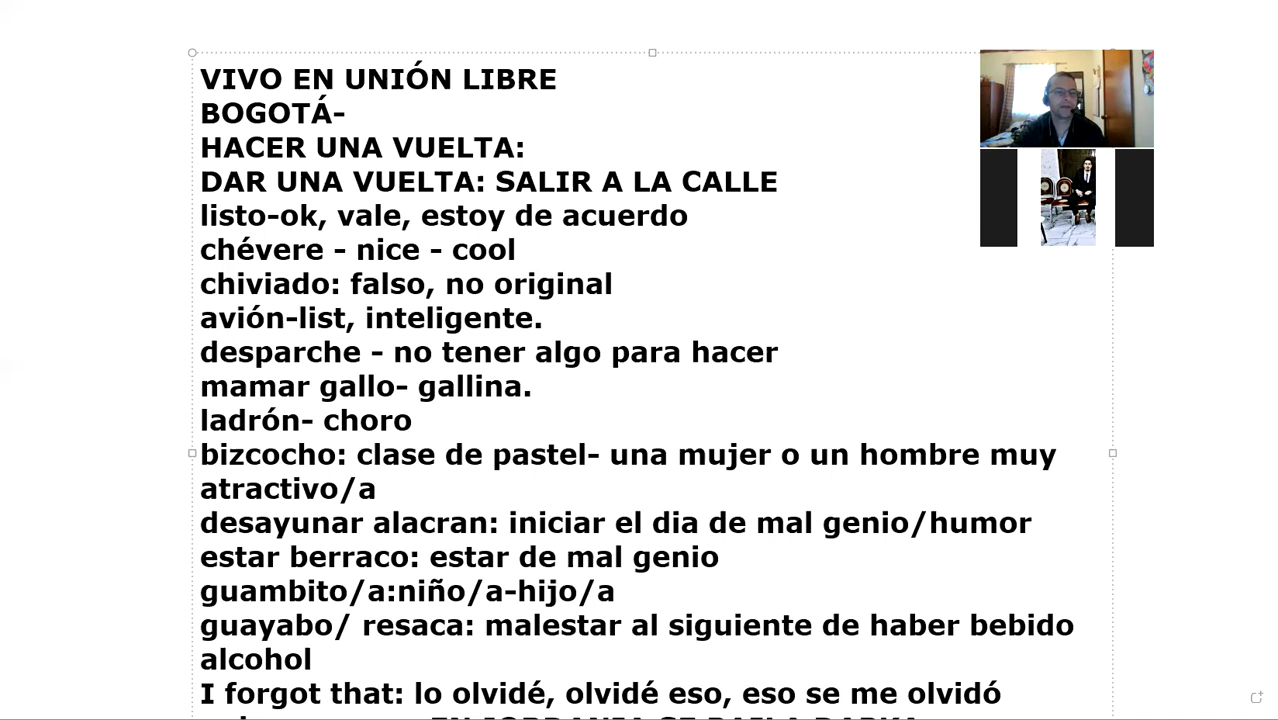 VIVO EN UNIÓN LIBRE
BOGOTÁ-
HACER UNA VUELTA:
DAR UNA VUELTA: SALIR A LA CALLE
listo-ok, vale, estoy de acuerdo
chévere - nice - cool
chiviado: falso, no original
avión-list, inteligente.
desparche - no tener algo para hacer
mamar gallo- gallina.
ladrón- choro
bizcocho: clase de pastel- una mujer o un hombre muy
atractivo/a
desayunar alacran: iniciar el dia de mal genio/humor
estar berraco: estar de mal genio
guambito/a:niño/a-hijo/a
guayabo/ resaca: malestar al siguiente de haber bebido
alcohol
I forgot that: lo olvidé, olvidé eso, eso se me olvidó